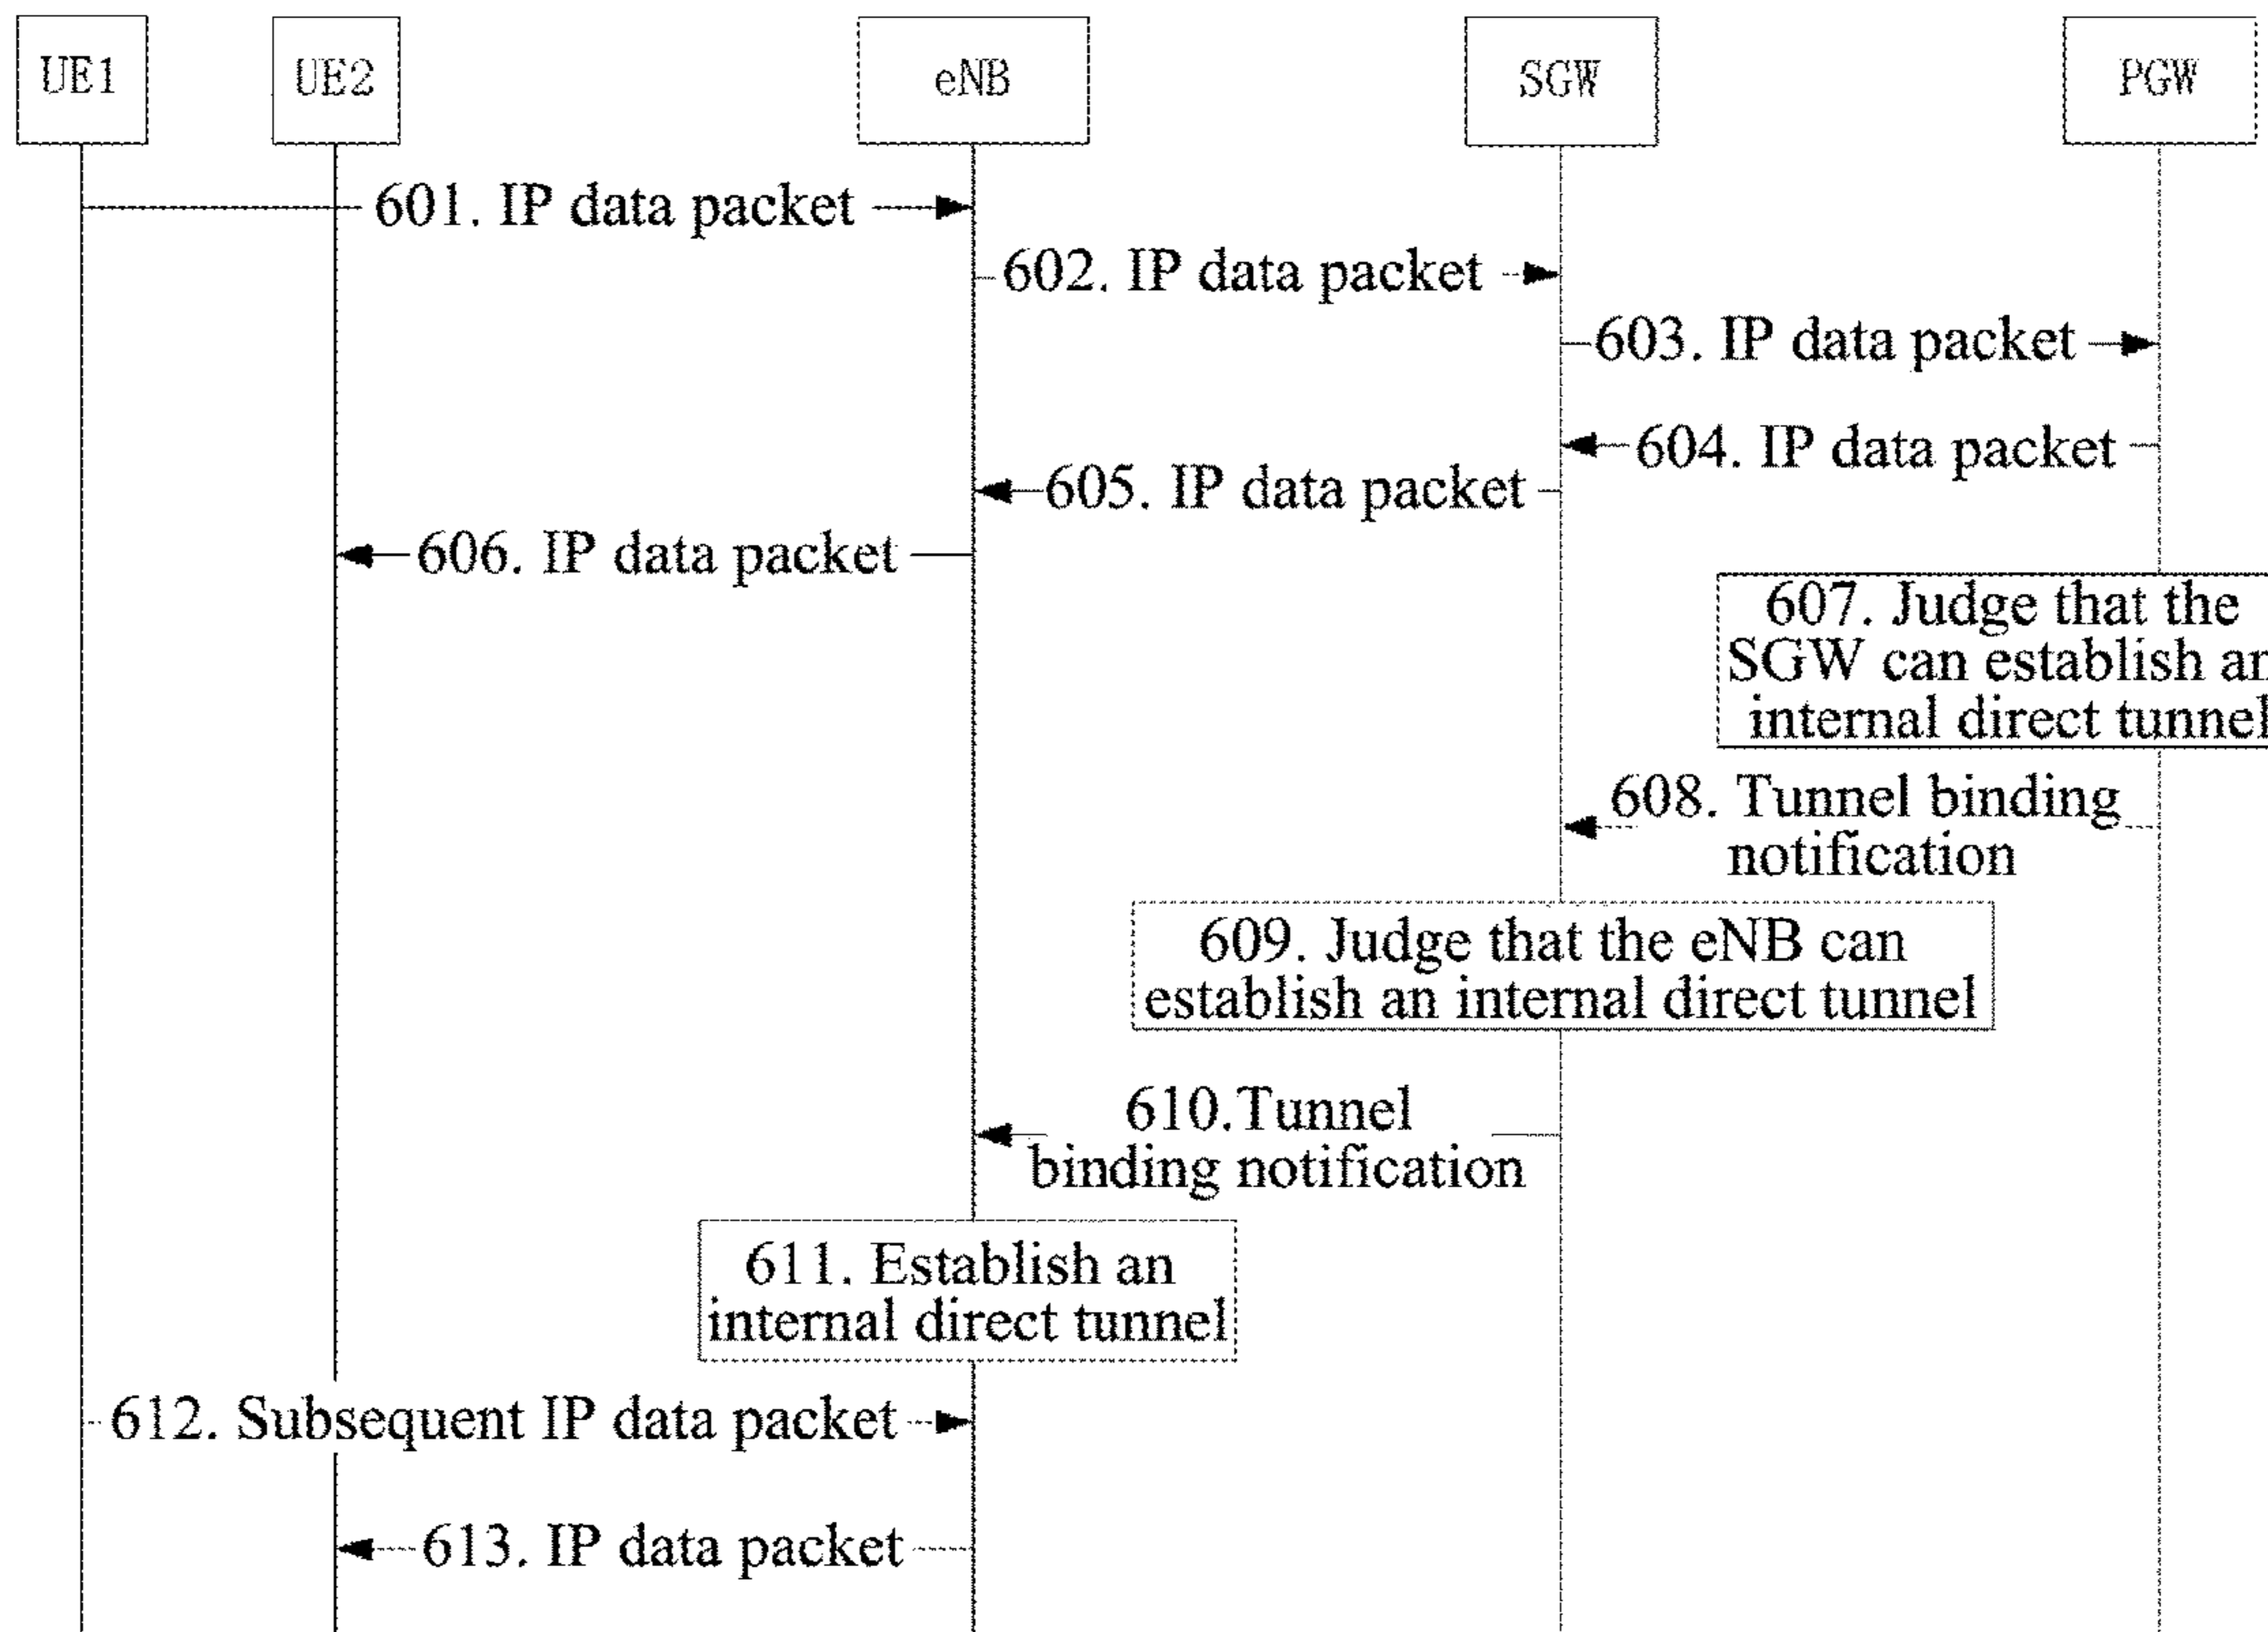 UE1
UE2
eNB
SGW
PGW
601. IP data packet
602. IP data packet
603. IP data packet
604. IP data packet
605. IP data packet
606. IP data packet
607. Judge that the
SGW can establish an
internal direct tunnel
608. Tunnel binding
notification
609. Judge that the eNB can
establish an internal direct tunnel
610.Tunnel
binding notification
611. Establish an
internal direct tunnel
612. Subsequent IP data packet
613. IP data packet